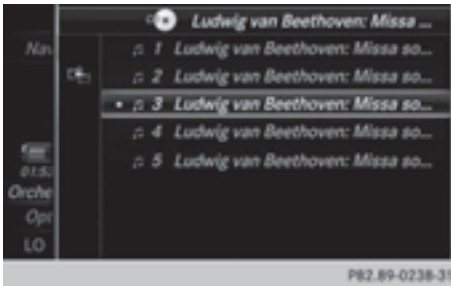 Ludwig van Beethoven: Missa ...
Nav
1 Ludwig van Beethoven: Missa so...
2 Ludwig van Beethoven: Missa so...
3 Ludwig van Beethoven: Missa so...
4 Ludwig van Beethoven: Missa so...
5 Ludwig van Beethoven: Missa so...
Orche
Opt
LO
P82.89-0238-31